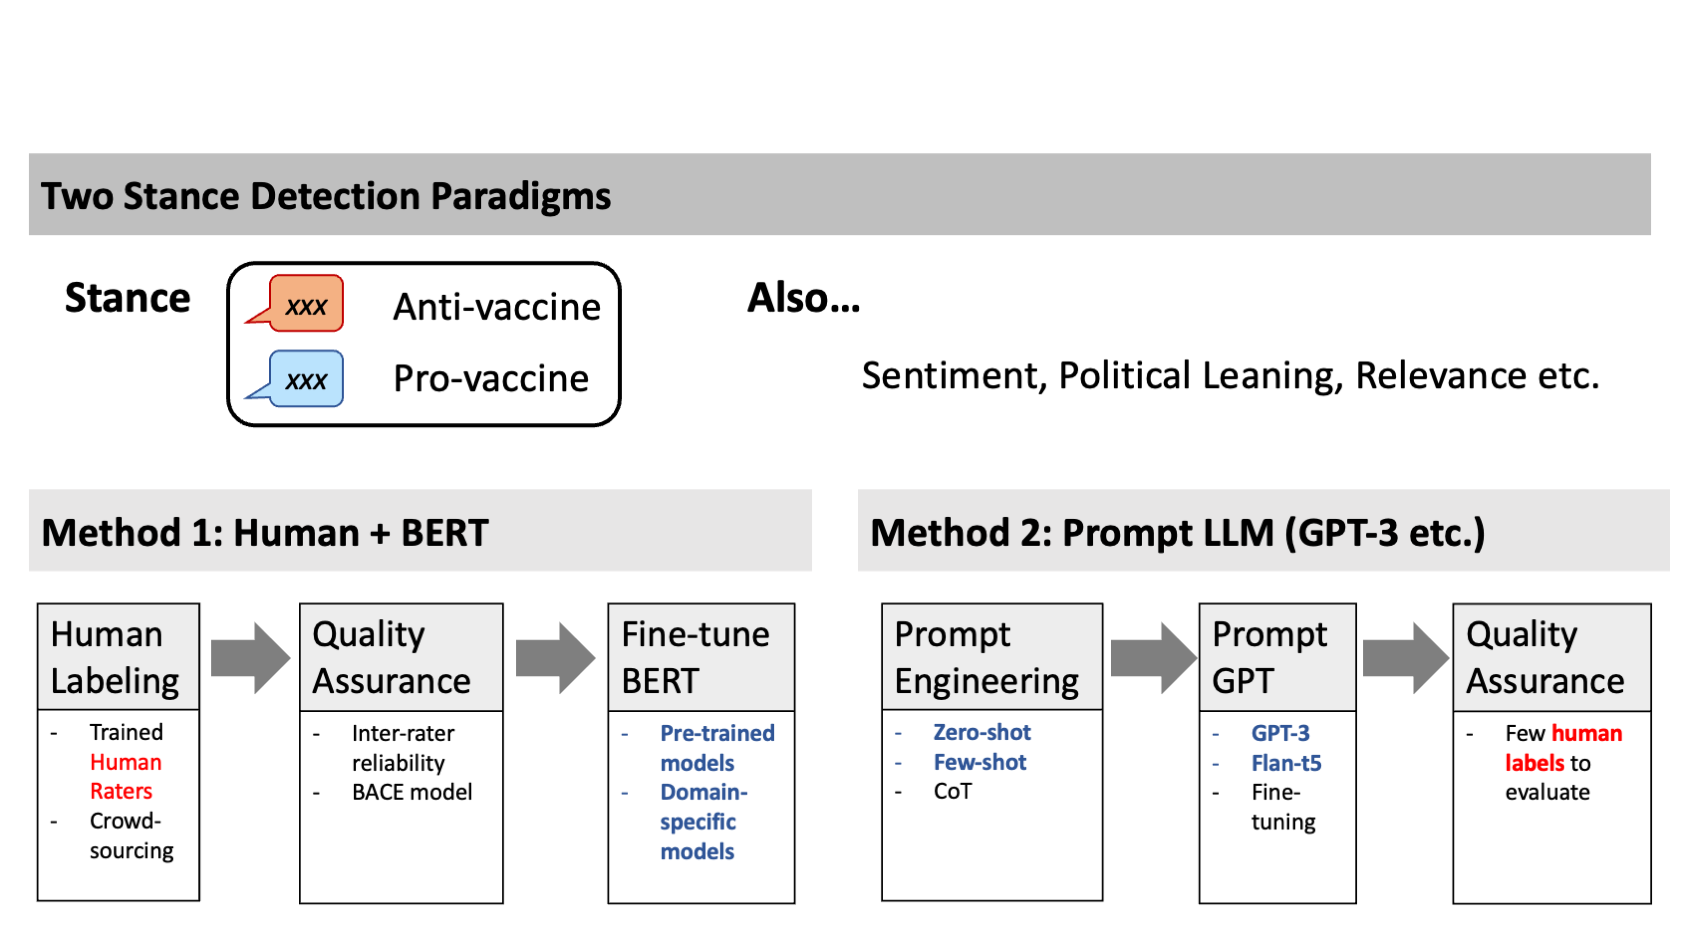 Two Stance Detection Paradigms
Stance
xxx Anti-vaccine
xxx Pro-vaccine
Also...
Sentiment, Political Leaning, Relevance etc.
Method 1: Human + BERT
Human
Labeling
- Trained
Human
Raters
- Crowd-
sourcing
Quality
Assurance
- Inter-rater
reliability
- BACE model
Fine-tune
BERT
- Pre-trained
models
- Domain-
specific
models
Method 2: Prompt LLM (GPT-3 etc.)
Prompt
Engineering
- Zero-shot
- Few-shot
- CoT
Prompt
GPT
- GPT-3
- Flan-t5
- Fine-
tuning
Quality
Assurance
- Few human
labels to
evaluate